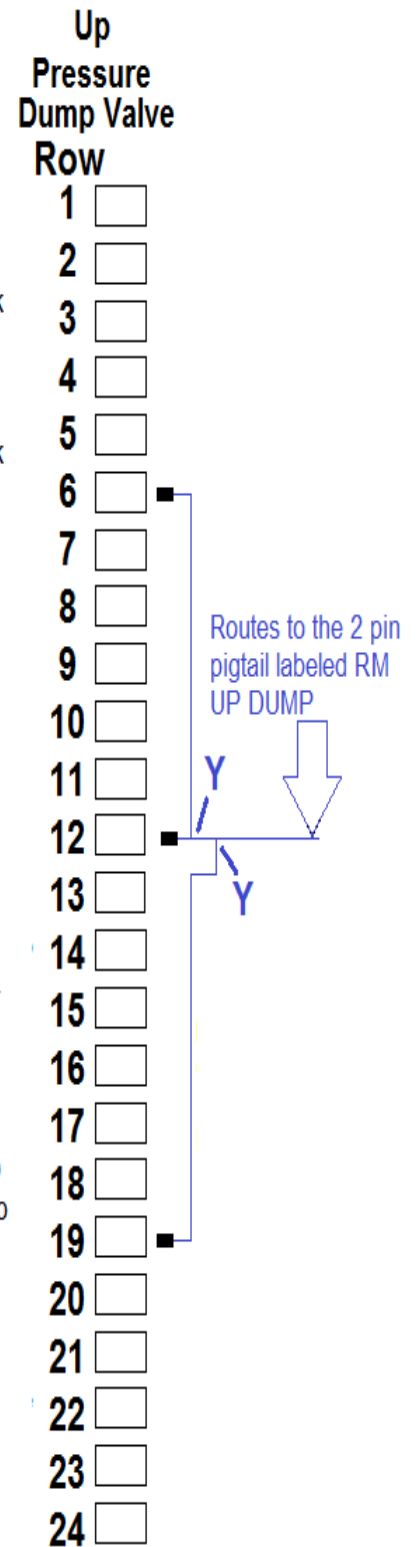 Up
Pressure
Dump Valve
Row
1
2
3
4
5
6
7
8
Routes to the 2 pin
9
pigtail labeled RM
UP DUMP
10
11
Y
12
13
Y
14
15
16
17
18
19
20
21
22
23
24